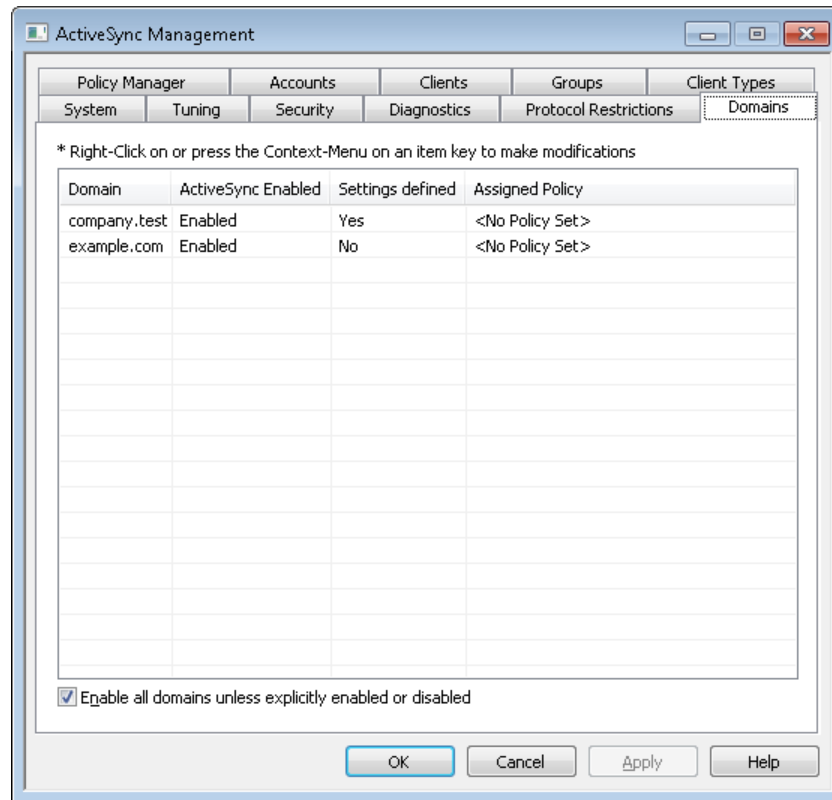 ActiveSync Management
Policy Manager Accounts Clients Groups Client Types
System Tuning Security Diagnostics Protocol Restrictions Domains
* Right-Click on or press the Context-Menu on an item key to make modifications
Domain ActiveSync Enabled Settings defined Assigned Policy
company.test Enabled Yes <No Policy Set>
example.com Enabled No <No Policy Set>
Enable all domains unless explicitly enabled or disabled
OK Cancel Apply Help